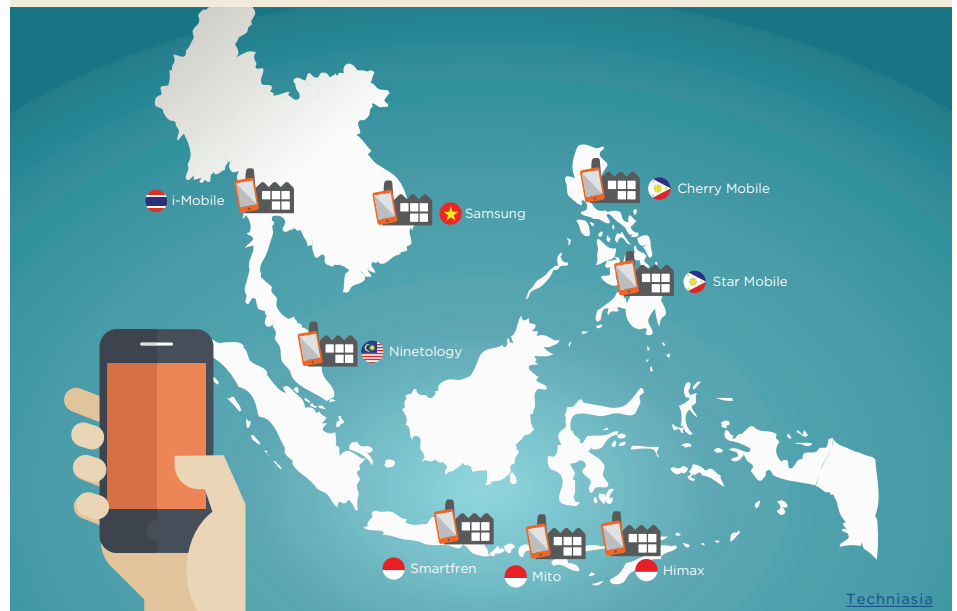 Cherry Mobile
i-Mobile
Samsung
Star Mobile
Ninetology
Smartfren
Mito
Himax
Techniasia